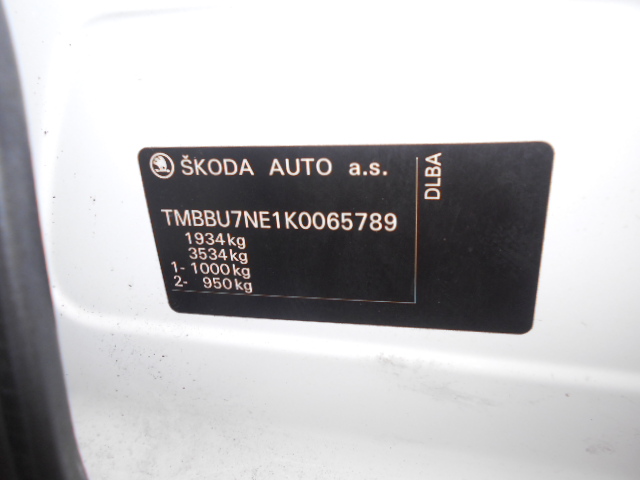 ŠKODA AUTO a.s.
TMBBU7NE1K0065789
1934kg
3534kg
1- 1000kg
2- 950kg
DLBA